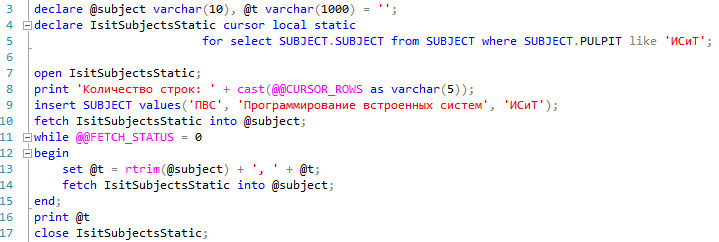 3 declare @subject varchar(10), @t varchar(1000) = '';
4 declare IsitSubjectsStatic cursor local static
5 for select SUBJECT.SUBJECT from SUBJECT where SUBJECT.PULPIT like 'ИСиТ';
6
7 open IsitSubjectsStatic;
8 print 'Количество строк: ' + cast(@@CURSOR_ROWS as varchar(5));
9 insert SUBJECT values('ПВС', 'Программирование встроенных систем', 'ИСиТ');
10 fetch IsitSubjectsStatic into @subject;
11 while @@FETCH_STATUS = 0
12 begin
13 set @t = rtrim(@subject) + ', ' + @t;
14 fetch IsitSubjectsStatic into @subject;
15 end;
16 print @t
17 close IsitSubjectsStatic;